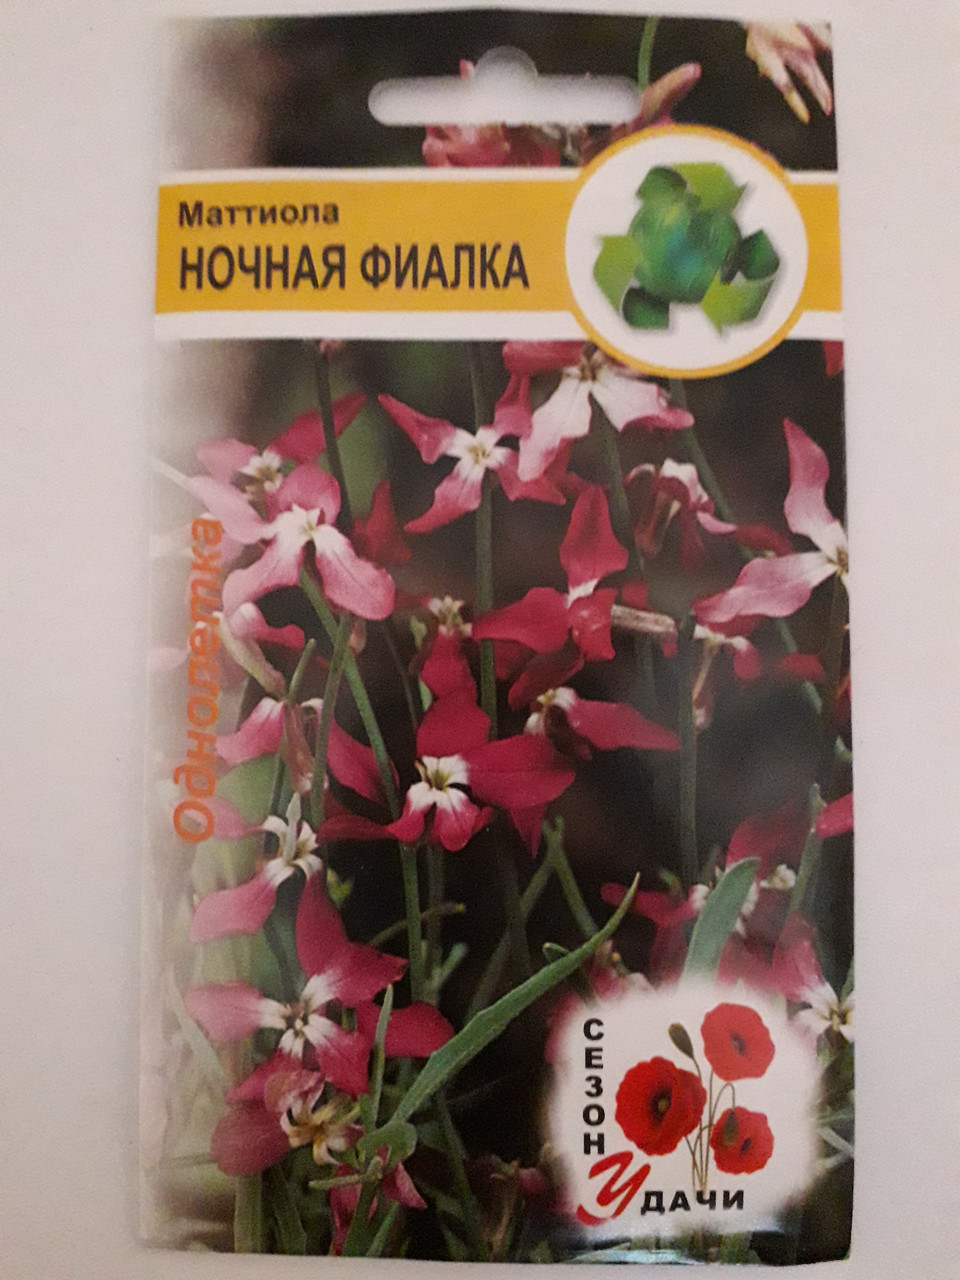 Маттиола
НОЧНАЯ ФИАЛКА
Однолетка
СЕЗОН
УДАЧИ